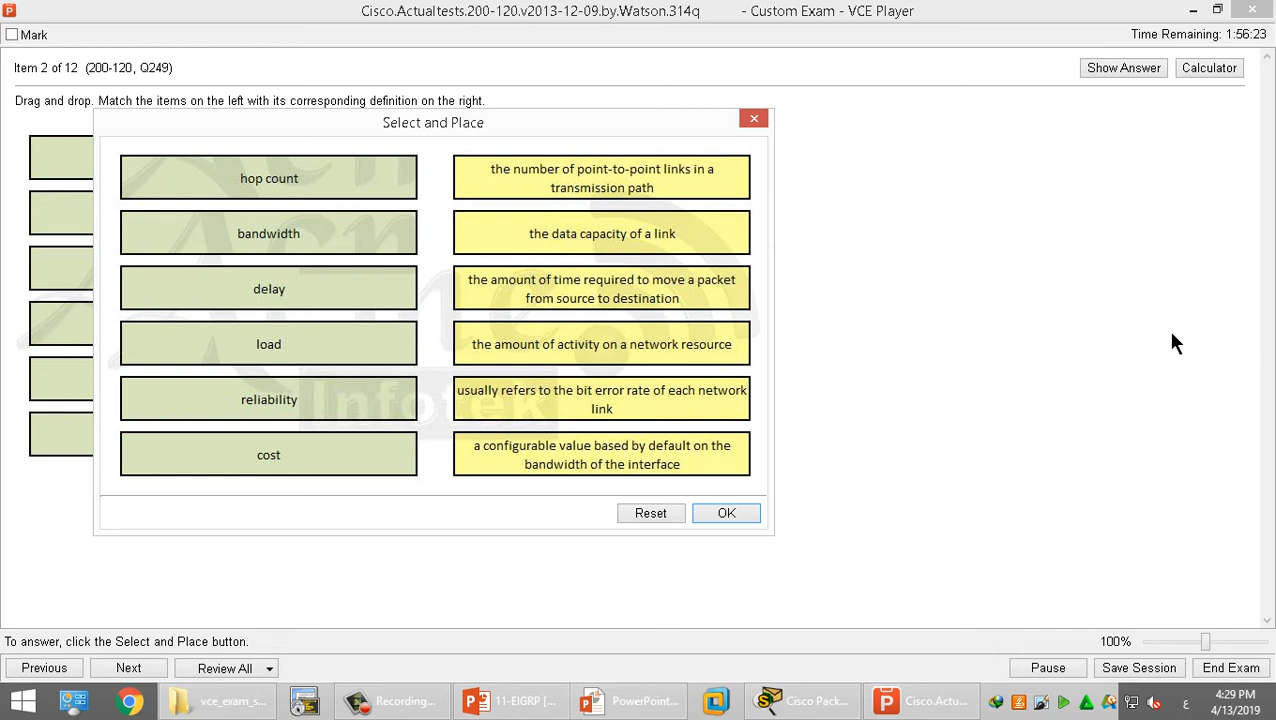 Cisco.Actualtests.200-120.v2013-12-09.by.Watson.314q - Custom Exam - VCE Player
Mark
Time Remaining: 1:56:23
Item 2 of 12 (200-120, Q249)
Show Answer
Calculator
Drag and drop. Match the items on the left with its corresponding definition on the right.
Select and Place
hop count
the number of point-to-point links in a
transmission path
bandwidth
the data capacity of a link
delay
the amount of time required to move a packet
from source to destination
load
the amount of activity on a network resource
reliability
usually refers to the bit error rate of each network
link
cost
a configurable value based by default on the
bandwidth of the interface
Acme
Infotek
Reset
OK
To answer, click the Select and Place button.
100%
Previous
Next
Review All
Pause
Save Session
End Exam
vce_exam_s...
Recording...
11-EIGRP [...
PowerPoint...
Cisco Pack...
Cisco.Actu...
ع
4:29 PM
4/13/2019